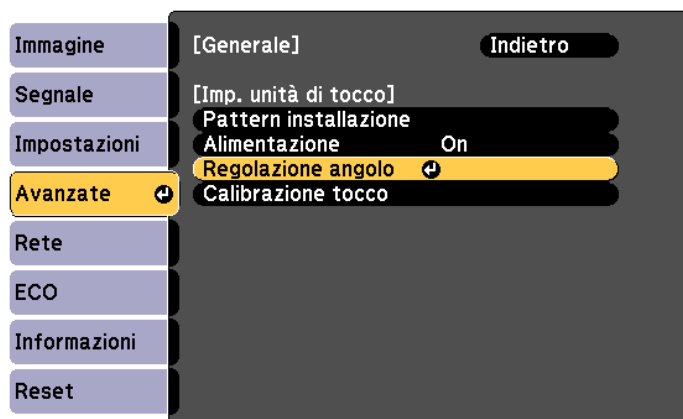 Immagine
Segnale
Impostazioni
Avanzate
Rete
ECO
Informazioni
Reset
[Generale] Indietro
[Imp. unità di tocco]
Pattern installazione
Alimentazione On
Regolazione angolo
Calibrazione tocco